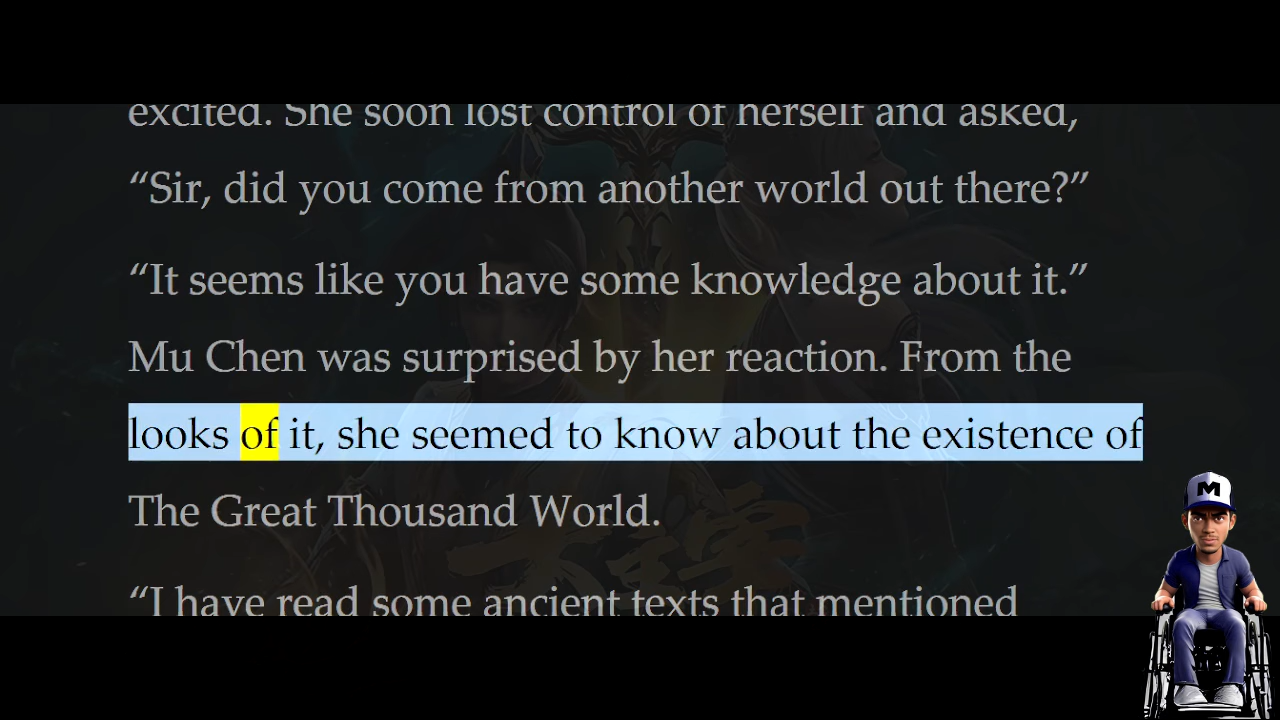 excited. She soon lost control of herself and asked,
“Sir, did you come from another world out there?”
“It seems like you have some knowledge about it.”
Mu Chen was surprised by her reaction. From the
looks of it, she seemed to know about the existence of
The Great Thousand World.
“I have read some ancient texts that mentioned
M